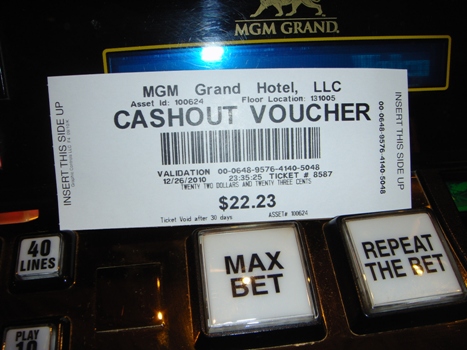 MGM GRAND.
MGM Grand Hotel, LLC
Asset Id: 100624 Floor Location: 131005
CASHOUT VOUCHER
INSERT THIS SIDE UP
INSERT THIS SIDE UP
00-0648-9576-4140-5048
VALIDATION 00-0648-9576-4140-5048
12/26/2010 23:35:25 TICKET # 8587
TWENTY TWO DOLLARS AND TWENTY THREE CENTS
$22.23
Ticket Void after 30 days ASSET# 100624
40
LINES
MAX
BET
REPEAT
THE BET
PLAY